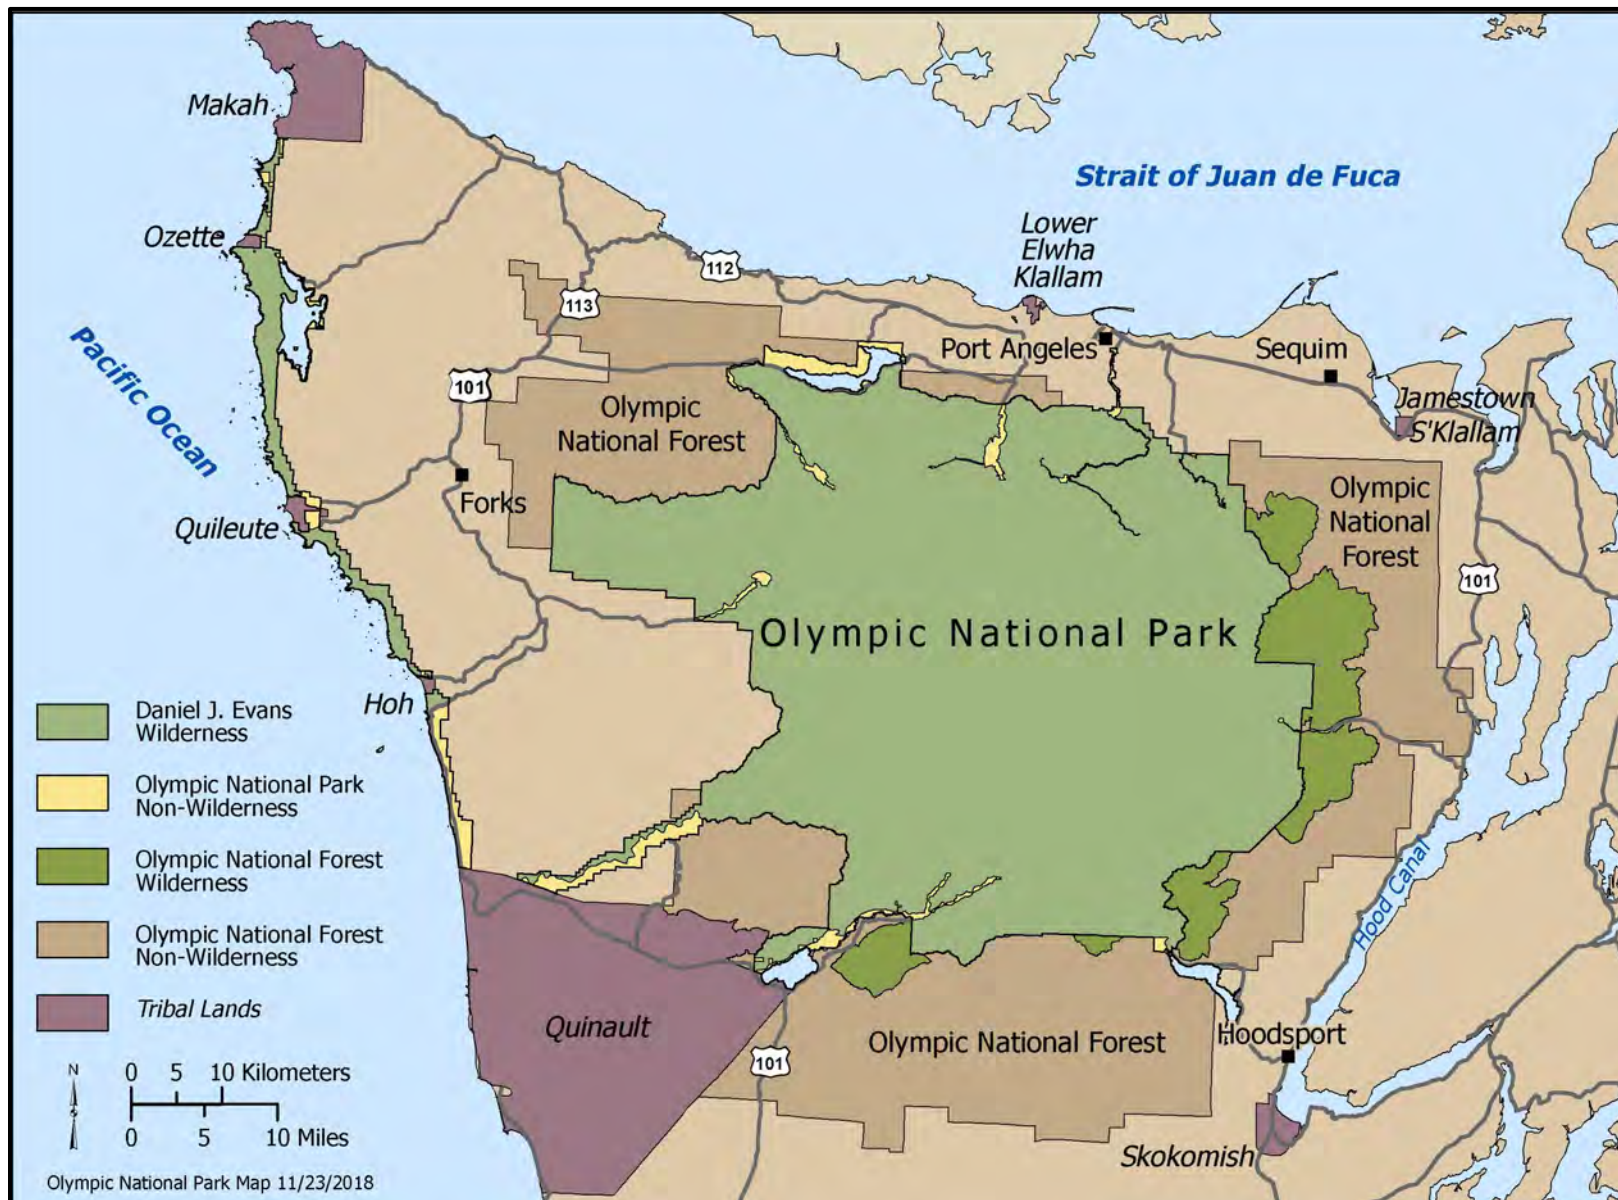 Makah
Strait of Juan de Fuca
Lower
Elwha
Klallam
Ozette
112
113
Pacific Ocean
Port Angeles
Sequim
101
Jamestown
S'Klallam
Olympic
National Forest
Forks
Olympic
National
Forest
Quileute
101
Olympic National Park
Hoh
Daniel J. Evans
Wilderness
Olympic National Park
Non-Wilderness
Olympic National Forest
Wilderness
Olympic National Forest
Non-Wilderness
Tribal Lands
Hood Canal
Quinault
Olympic National Forest
Hoodsport
101
Skokomish
N
0 5 10 Kilometers
0 5 10 Miles
Olympic National Park Map 11/23/2018